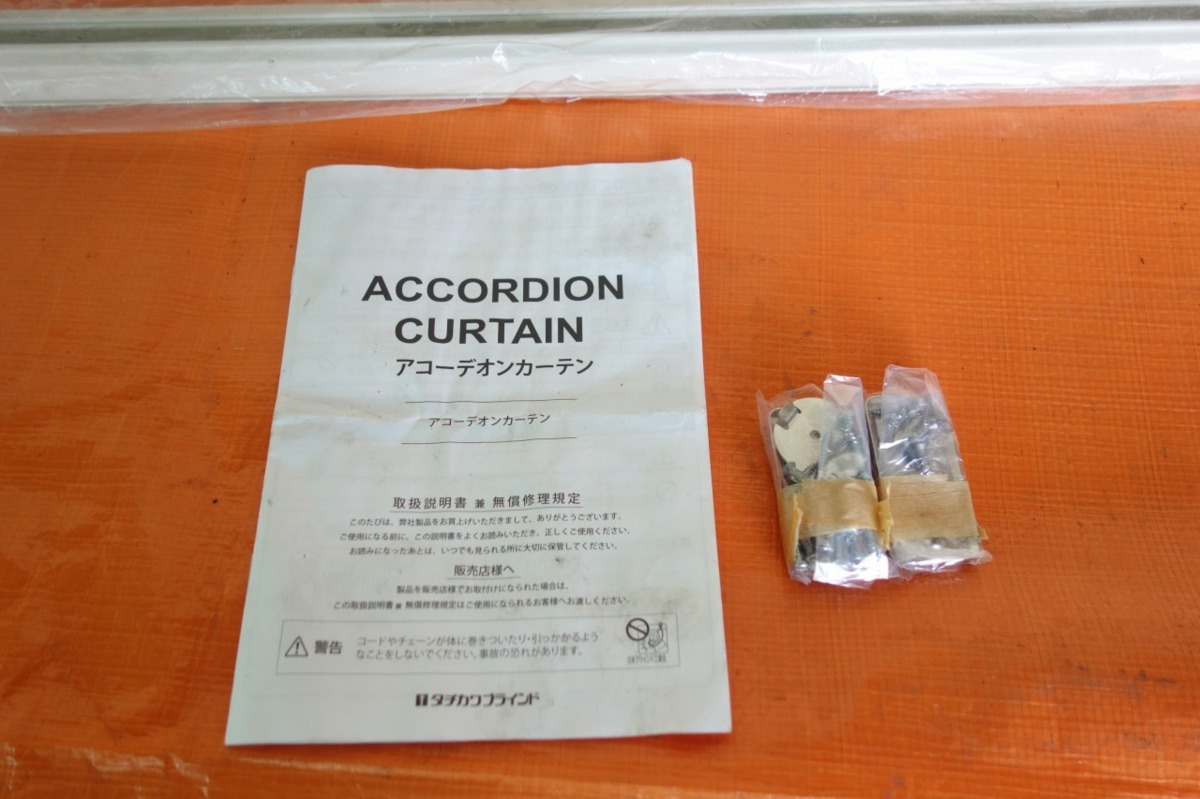 ACCORDION
CURTAIN
アコーデオンカーテン
アコーデオンカーテン
取扱説明書 兼 無償修理規定
このたびは、弊社製品をお買上げいただきまして、ありがとうございます。
ご使用になる前に、この説明書をよくお読みいただき、正しくご使用ください。
お読みになったあとは、いつでも見られる所に大切に保管してください。
販売店様へ
製品を販売店様でお取付けになられた場合は、
この取扱説明書兼無償修理規定はご使用になられるお客様へお渡しください。
警告
コードやチェーンが体に巻きついたり・引っかかるよう
なことをしないでください。事故の恐れがあります。
タチカワブラインド